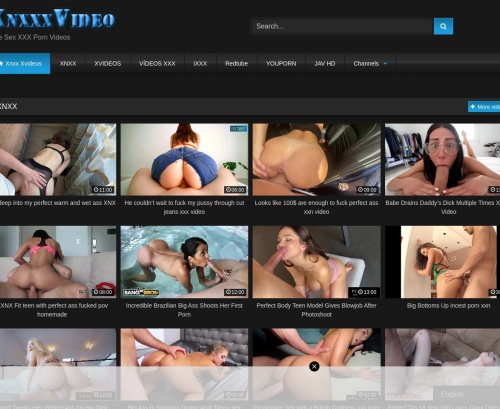 XNXXXVIDEO
e Sex XXX Porn Videos
Search...
Xnxx Xvideos
XNXX
XVIDEOS
VÍDEOS XXX
iXXX
Redtube
YOUPORN
JAV HD
Channels
XNXX
+ More vide
11:00
06:00
09:00
deep into my perfect warm and wet ass XNX
He couldn't wait to fuck my pussy through cut
jeans xxx video
Looks like 100$ are enough to fuck perfect ass
xxn video
Babe Drains Daddy's Dick Multiple Times X
Video
08:00
BANG BROS
12:00
13:00
XNX Fit teen with perfect ass fucked pov
homemade
Incredible Brazilian Big Ass Shoots Her First
Porn
Perfect Body Teen Model Gives Blowjob After
Photoshoot
Big Bottoms Up incest porn xxn
English